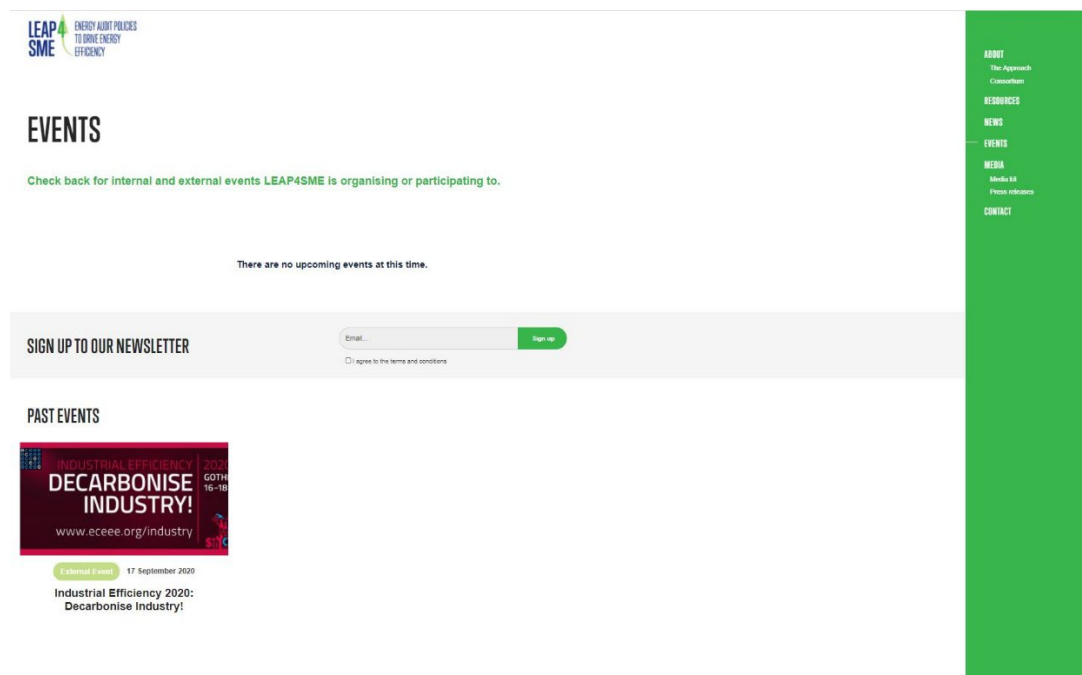 LEAP4
SME
ENERGY AUDIT POLICIES
TO DRIVE ENERGY
EFFICIENCY
ABOUT
The Approach
Consortium
RESOURCES
NEWS
EVENTS
MEDIA
Media kit
Press releases
CONTACT
EVENTS
Check back for internal and external events LEAP4SME is organising or participating to.
There are no upcoming events at this time.
SIGN UP TO OUR NEWSLETTER
Email...
Sign up
I agree to the terms and conditions
PAST EVENTS
INDUSTRIAL EFFICIENCY 2020
DECARBONISE
INDUSTRY!
GOTH
16-18
www.eceee.org/industry
External Event 17 September 2020
Industrial Efficiency 2020:
Decarbonise Industry!